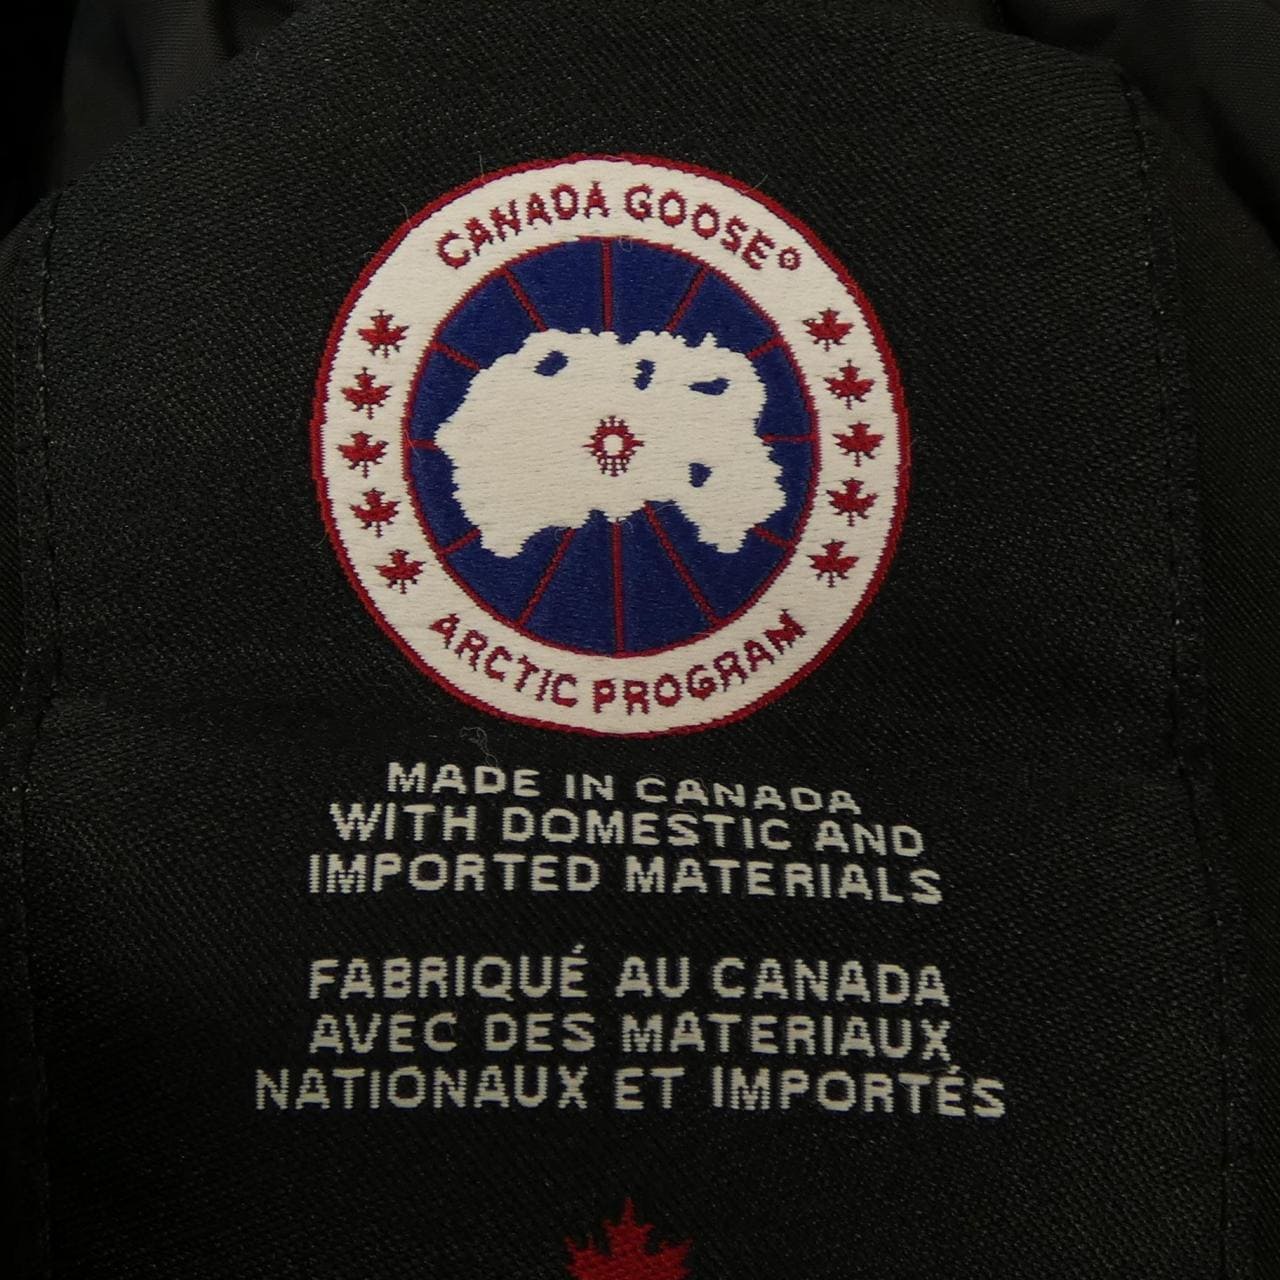 CANADA GOOSE®
ARCTIC PROGRAM
MADE IN CANADA
WITH DOMESTIC AND
IMPORTED MATERIALS
FABRIQUÉ AU CANADA
AVEC DES MATERIAUX
NATIONAUX ET IMPORTÉS